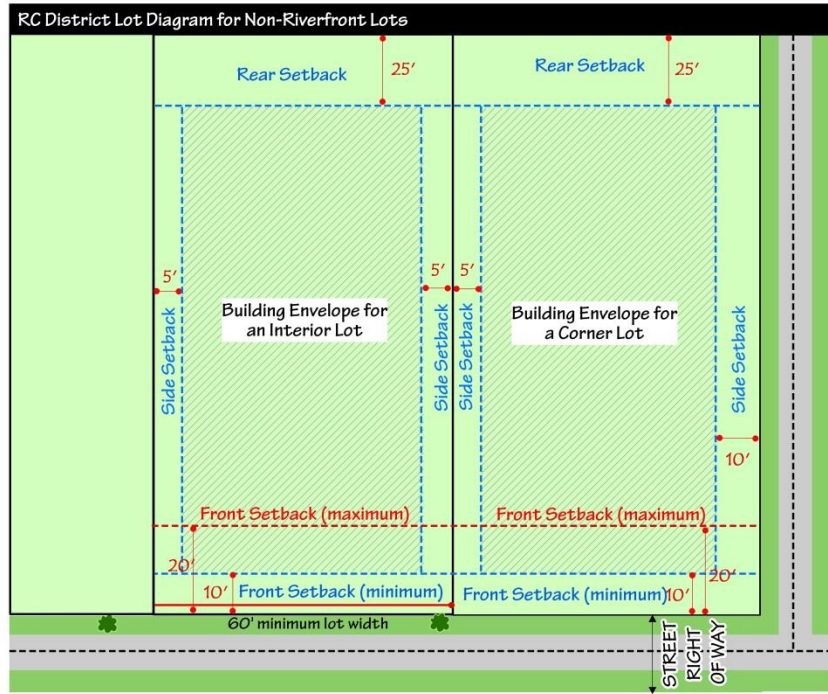 RC District Lot Diagram for Non-Riverfront Lots
Rear Setback
25'
Rear Setback
25'
5'
5'
5'
Building Envelope for
an Interior Lot
Building Envelope for
a Corner Lot
Side Setback
Side Setback
Side Setback
Side Setback
10'
Front Setback (maximum)
Front Setback (maximum)
20'
20'
10'
Front Setback (minimum)
Front Setback (minimum)
10'
60' minimum lot width
STREET
RIGHT
OF WAY